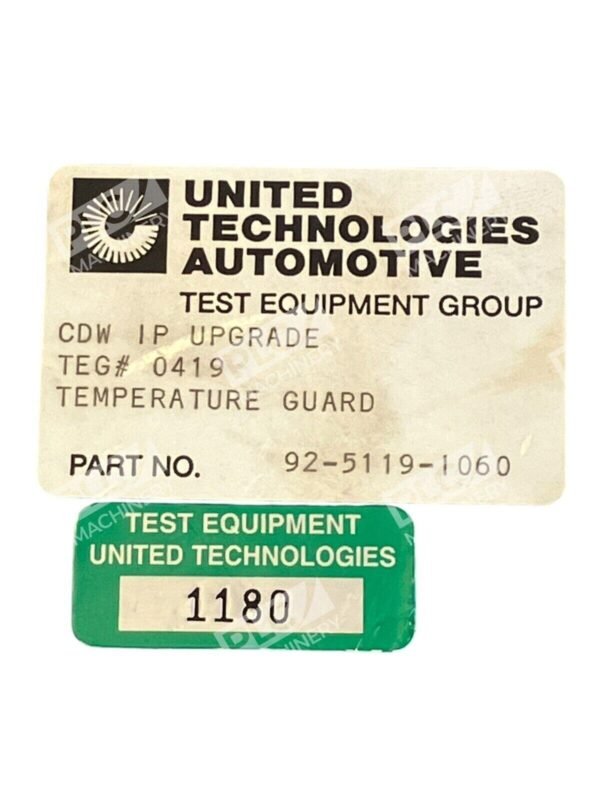 UNITED
TECHNOLOGIES
AUTOMOTIVE
TEST EQUIPMENT GROUP
CDW IP UPGRADE
TEG# 0419
TEMPERATURE GUARD
PART NO. 92-5119-1060
TEST EQUIPMENT
UNITED TECHNOLOGIES
1180